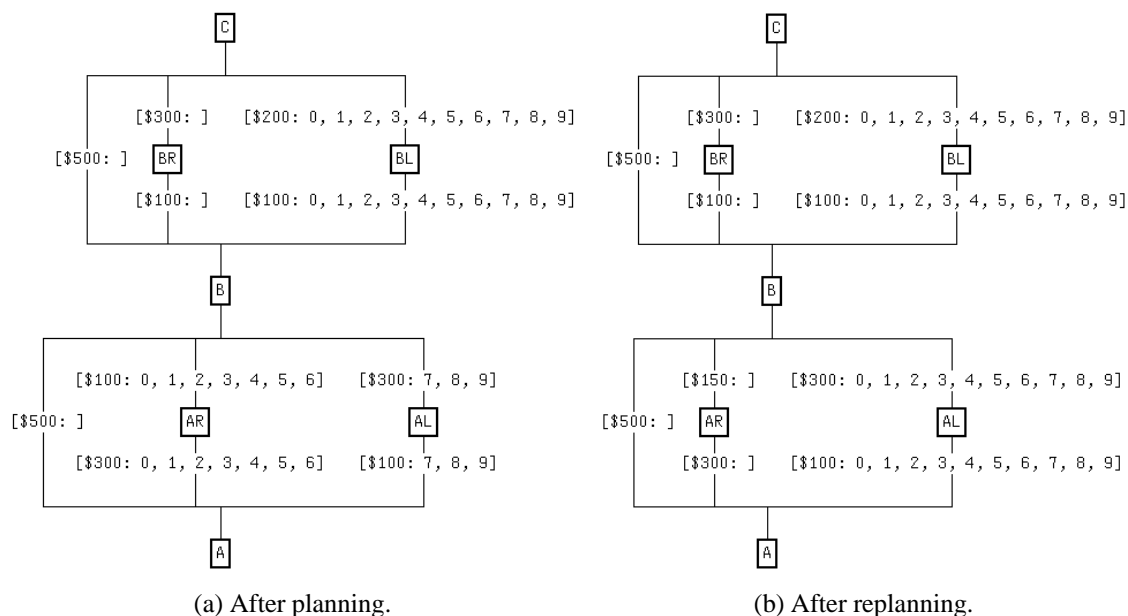 C C
[$300: ] [$200: 0, 1, 2, 3, 4, 5, 6, 7, 8, 9] [$300: ] [$200: 0, 1, 2, 3, 4, 5, 6, 7, 8, 9]
[$500: ] BR BL [$500: ] BR BL
[$100: ] [$100: 0, 1, 2, 3, 4, 5, 6, 7, 8, 9] [$100: ] [$100: 0, 1, 2, 3, 4, 5, 6, 7, 8, 9]
B B
[$100: 0, 1, 2, 3, 4, 5, 6] [$300: 7, 8, 9] [$150: ] [$300: 0, 1, 2, 3, 4, 5, 6, 7, 8, 9]
[$500: ] AR AL [$500: ] AR AL
[$300: 0, 1, 2, 3, 4, 5, 6] [$100: 7, 8, 9] [$300: ] [$100: 0, 1, 2, 3, 4, 5, 6, 7, 8, 9]
A A
(a) After planning. (b) After replanning.